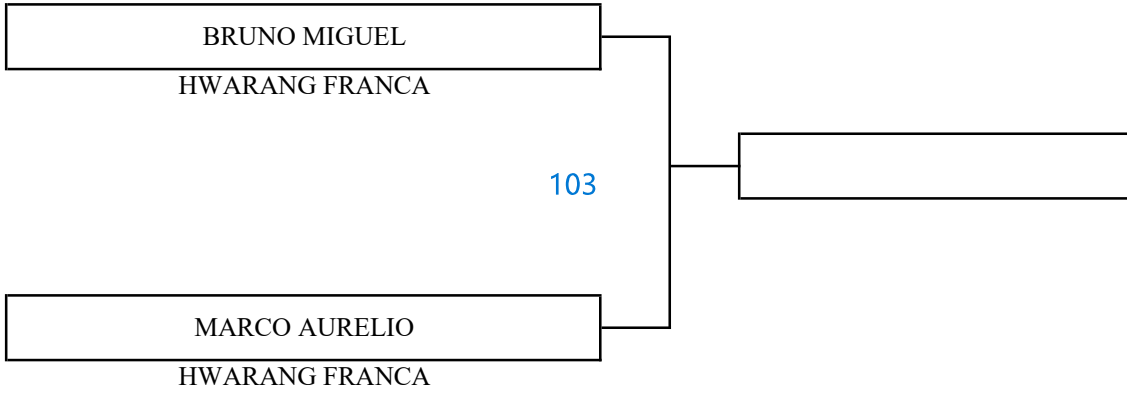 BRUNO MIGUEL
HWARANG FRANCA
103
MARCO AURELIO
HWARANG FRANCA